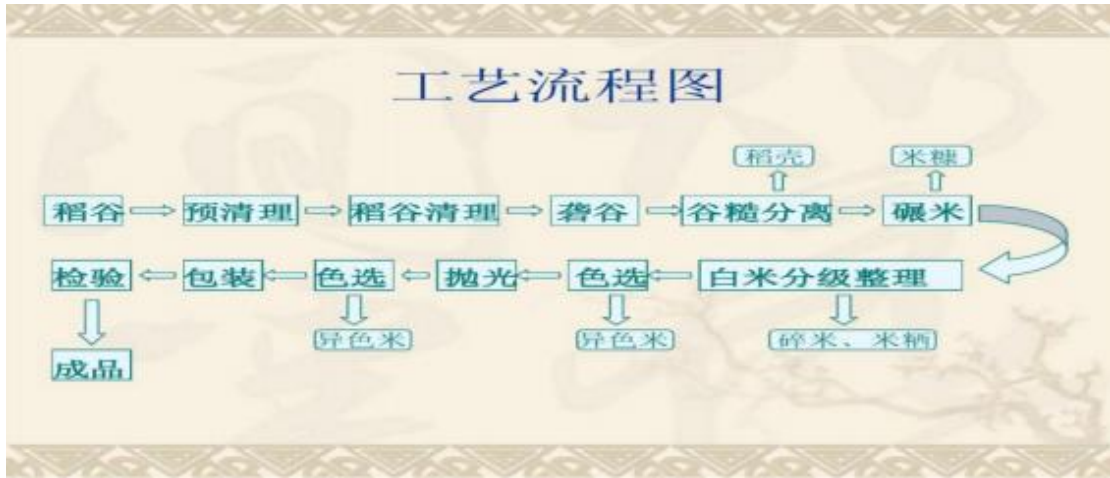 工艺流程图
稻壳 米糠
稻谷 预清理 稻谷清理 砻谷 谷糙分离 碾米
检验 包装 色选 抛光 色选 白米分级整理
异色米 异色米 碎米、米粞
成品